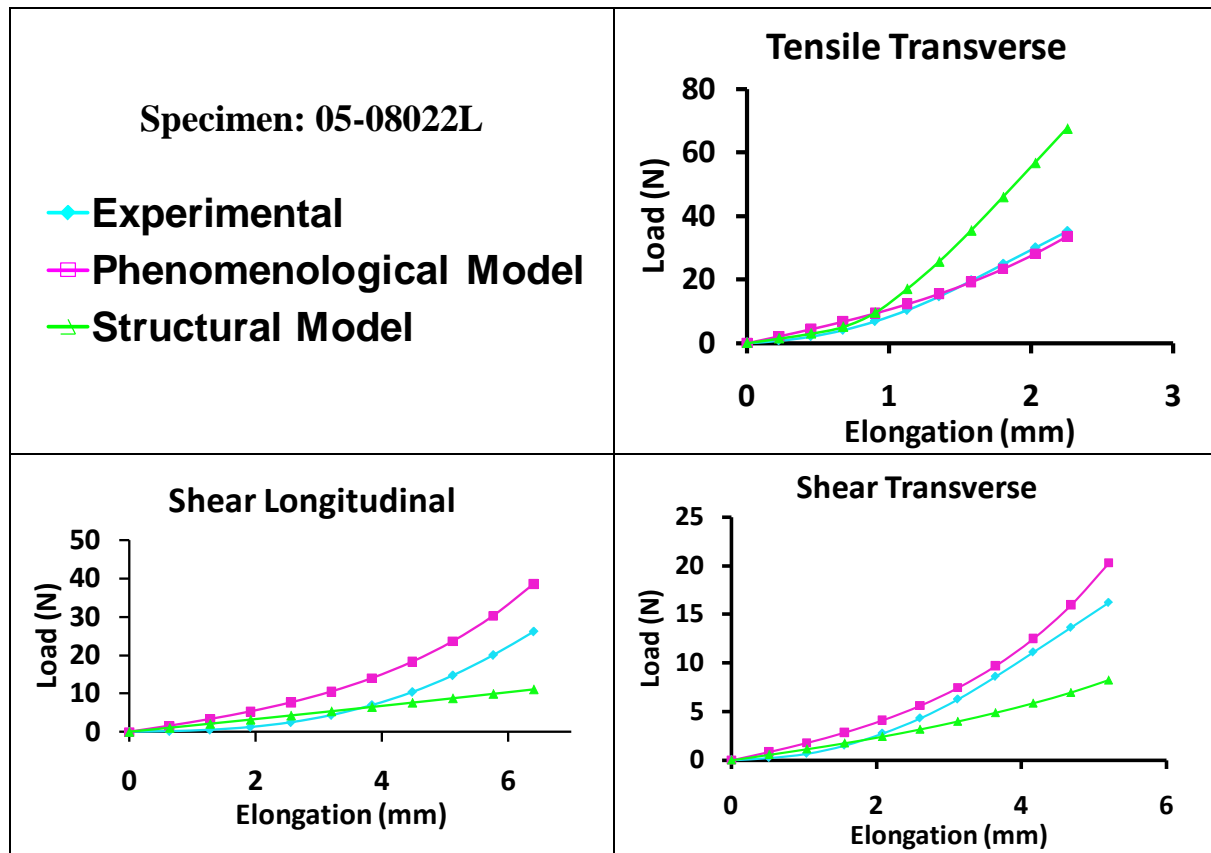 Specimen: 05-08022L
Experimental
Phenomenological Model
Structural Model
Tensile Transverse
Load (N)
80
60
40
20
0
0 1 2 3
Elongation (mm)
Shear Longitudinal
Load (N)
50
40
30
20
10
0
0 2 4 6
Elongation (mm)
Shear Transverse
Load (N)
25
20
15
10
5
0
0 2 4 6
Elongation (mm)